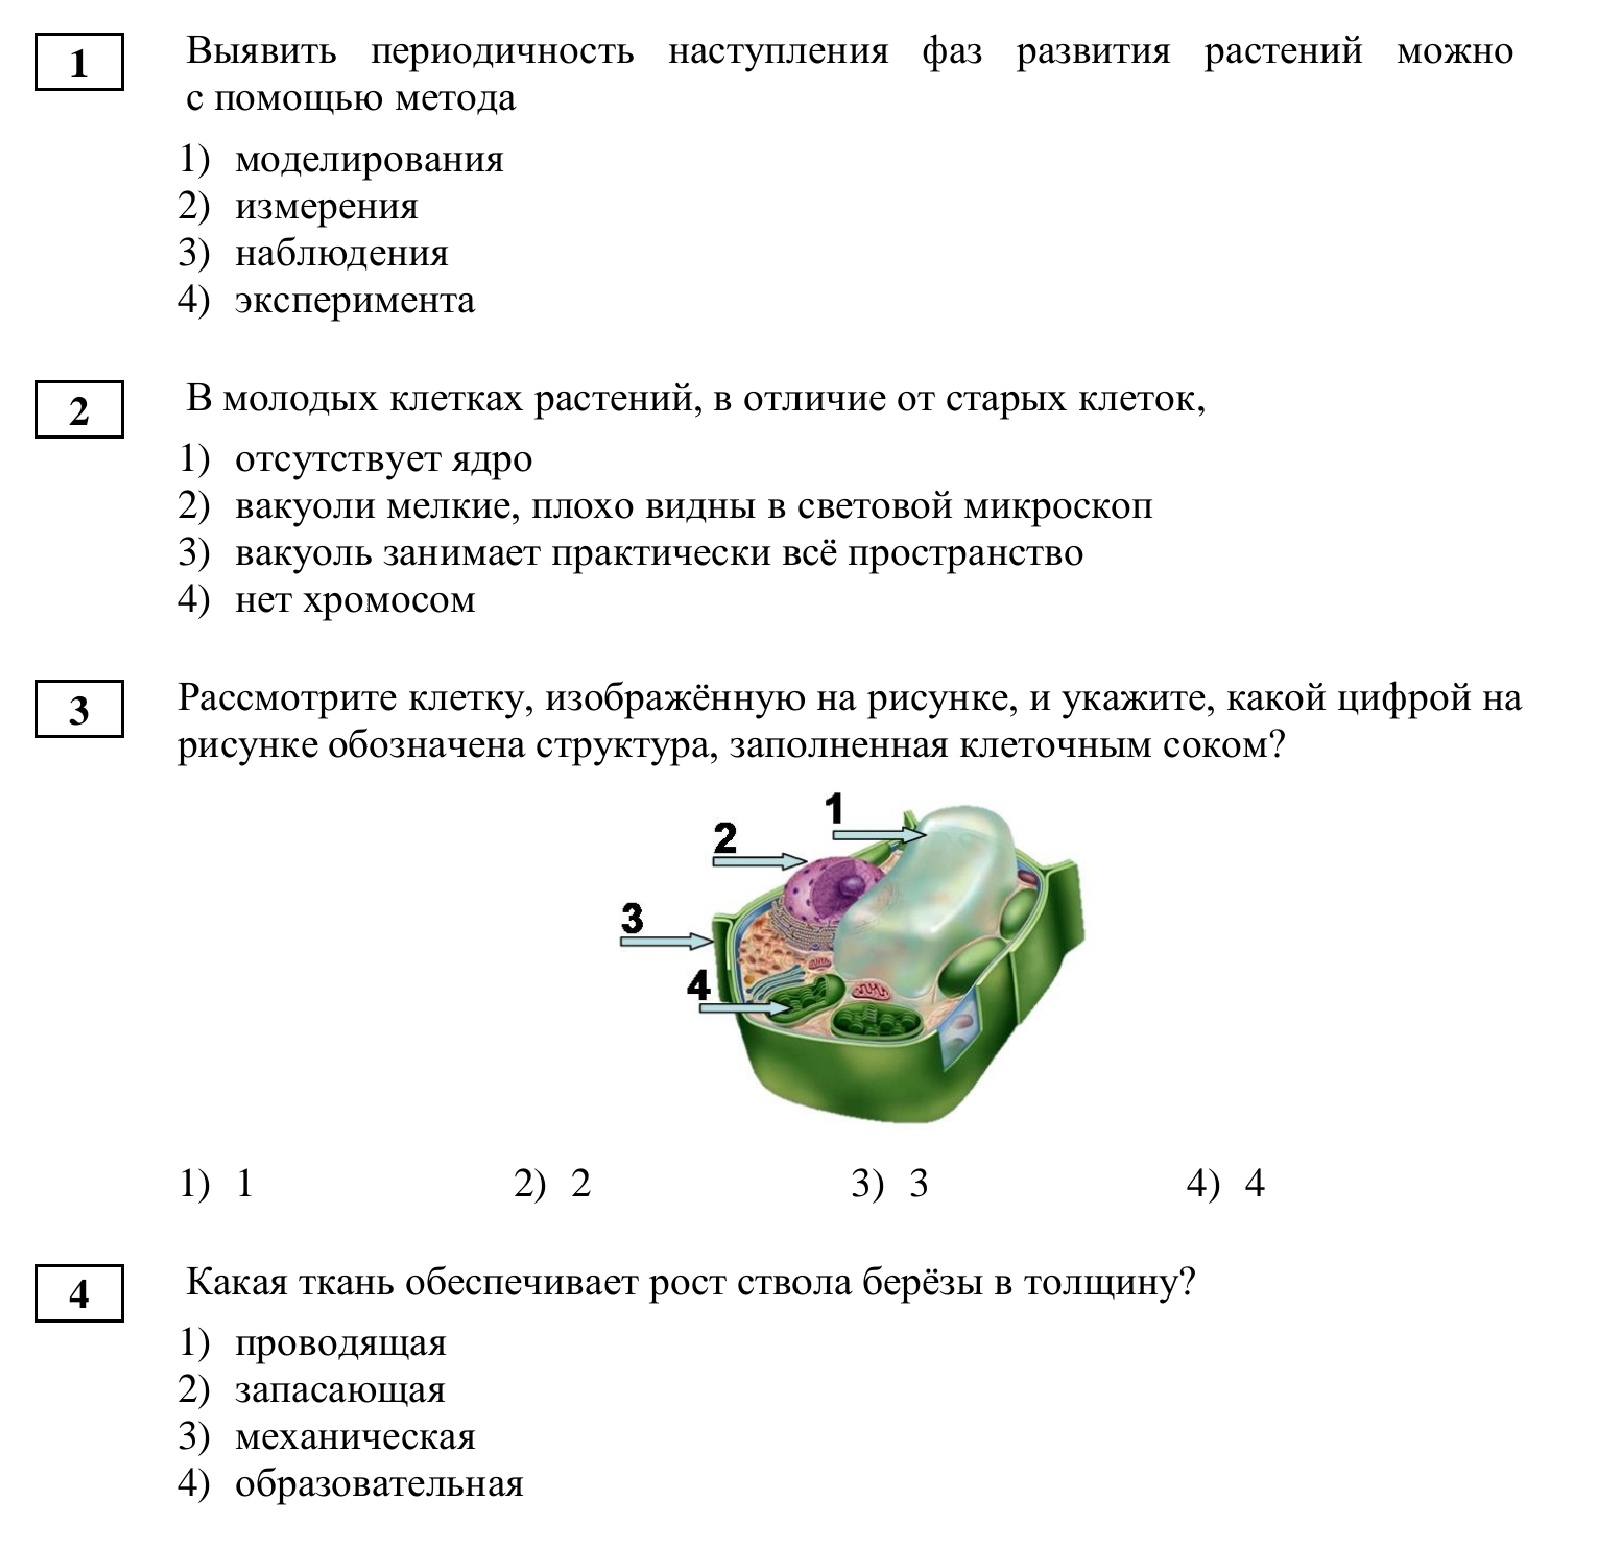 1
Выявить периодичность наступления фаз развития растений можно
с помощью метода
1) моделирования
2) измерения
3) наблюдения
4) эксперимента
2
В молодых клетках растений, в отличие от старых клеток,
1) отсутствует ядро
2) вакуоли мелкие, плохо видны в световой микроскоп
3) вакуоль занимает практически всё пространство
4) нет хромосом
3
Рассмотрите клетку, изображённую на рисунке, и укажите, какой цифрой на
рисунке обозначена структура, заполненная клеточным соком?
1
2
3
4
1) 1 2) 2 3) 3 4) 4
4
Какая ткань обеспечивает рост ствола берёзы в толщину?
1) проводящая
2) запасающая
3) механическая
4) образовательная